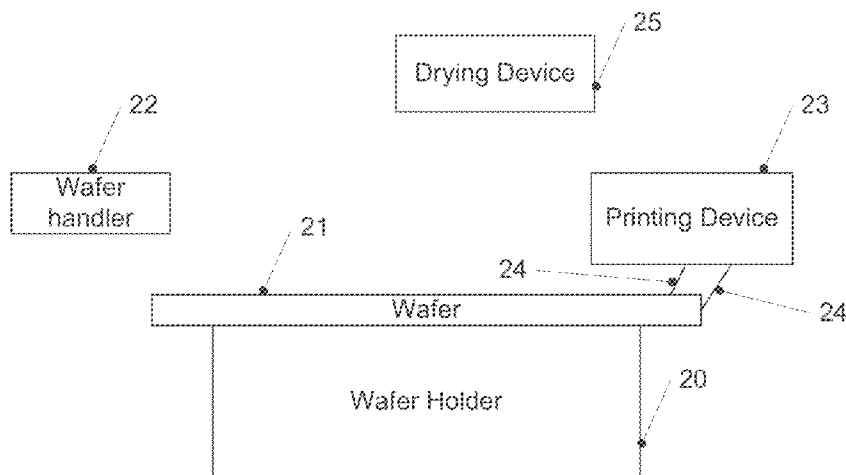 25
Drying Device
22
23
Wafer
handler
Printing Device
21
24
Wafer
24
20
Wafer Holder